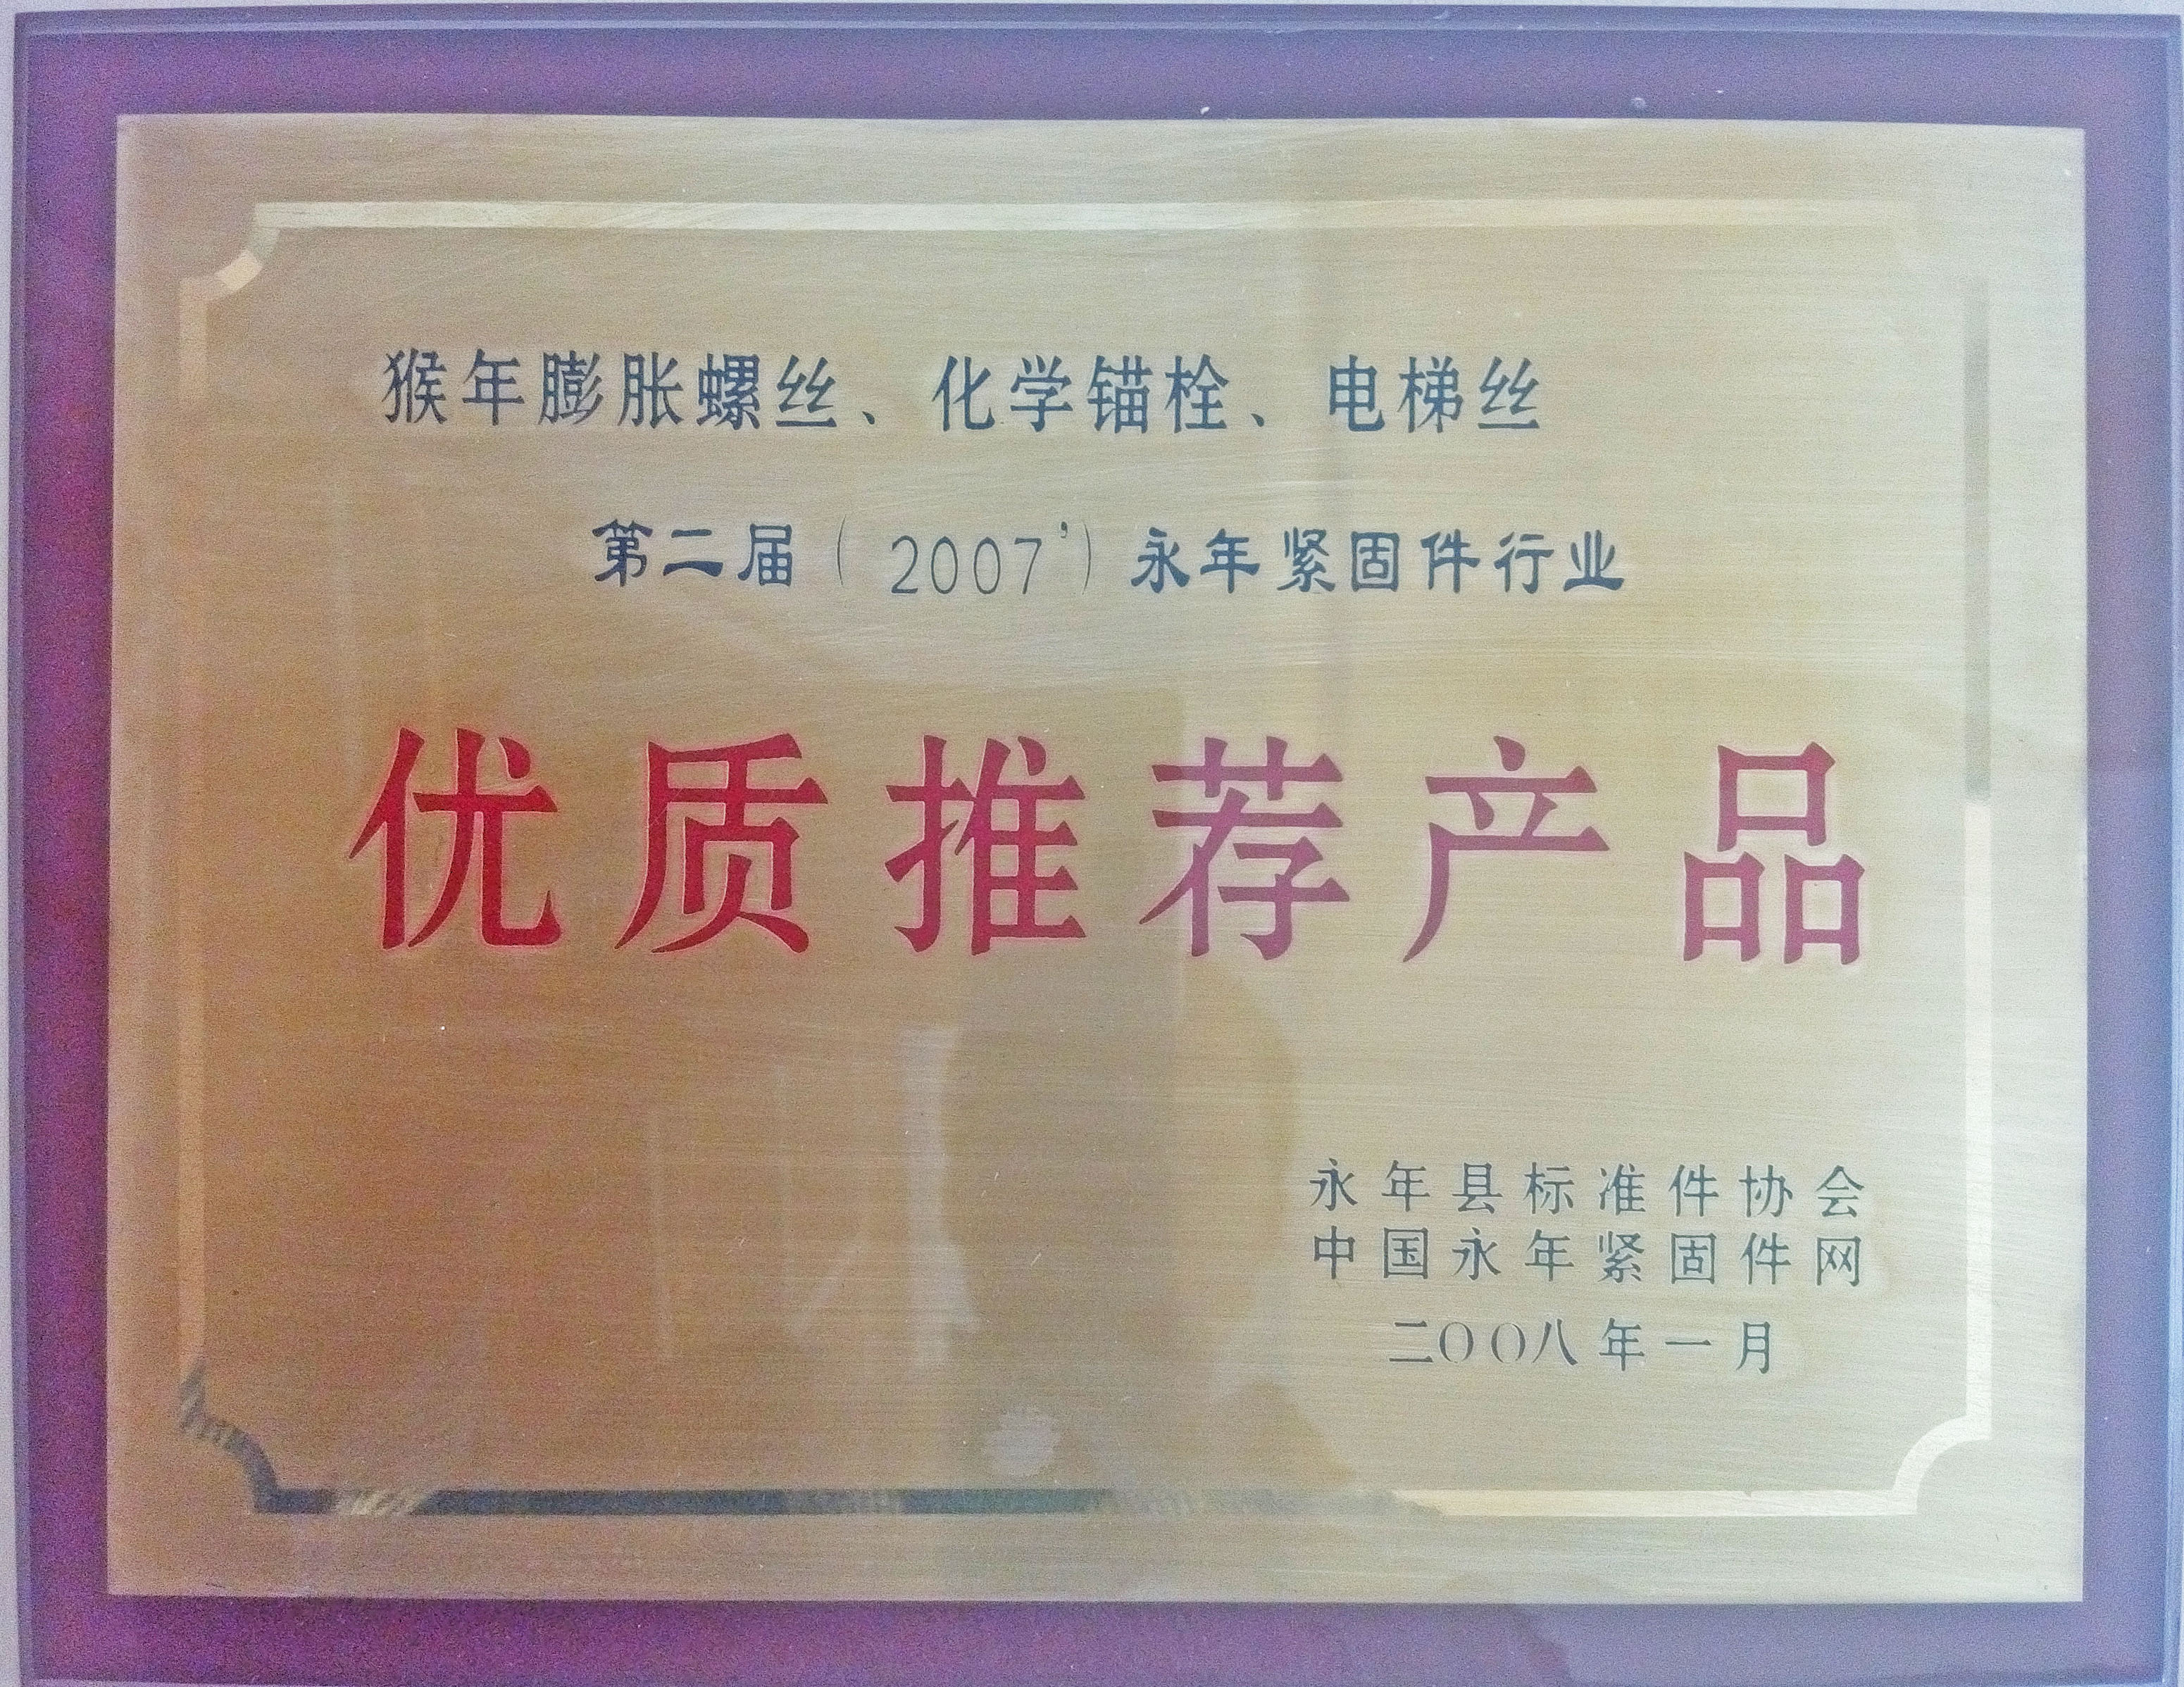 猴年膨胀螺丝、化学锚栓、电梯丝
第二届（2007'）永年紧固件行业
优质推荐产品
永年县标准件协会
中国永年紧固件网
二〇〇八年一月